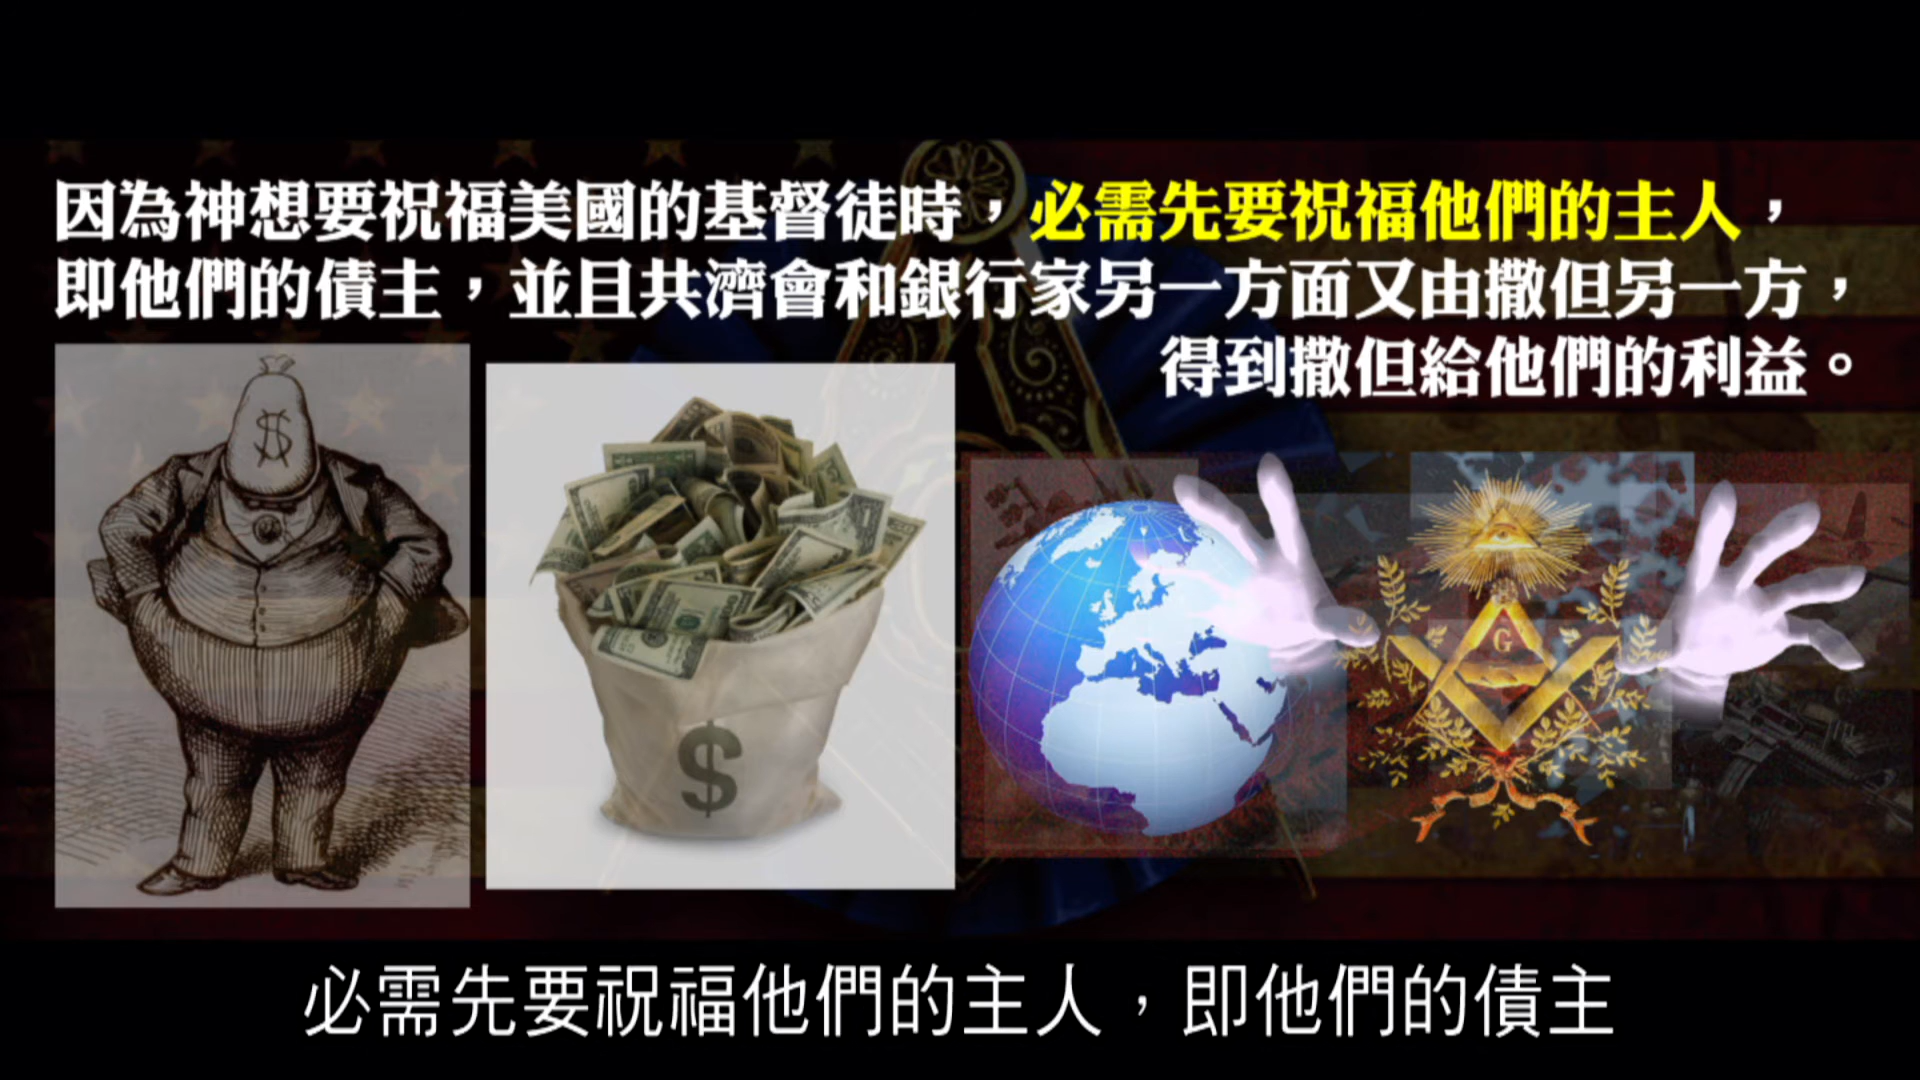 因為神想要祝福美國的基督徒時，必需先要祝福他們的主人，
即他們的債主，並且共濟會和銀行家另一方面又由撒但另一方，
得到撒但給他們的利益。
$
$
G
必需先要祝福他們的主人，即他們的債主